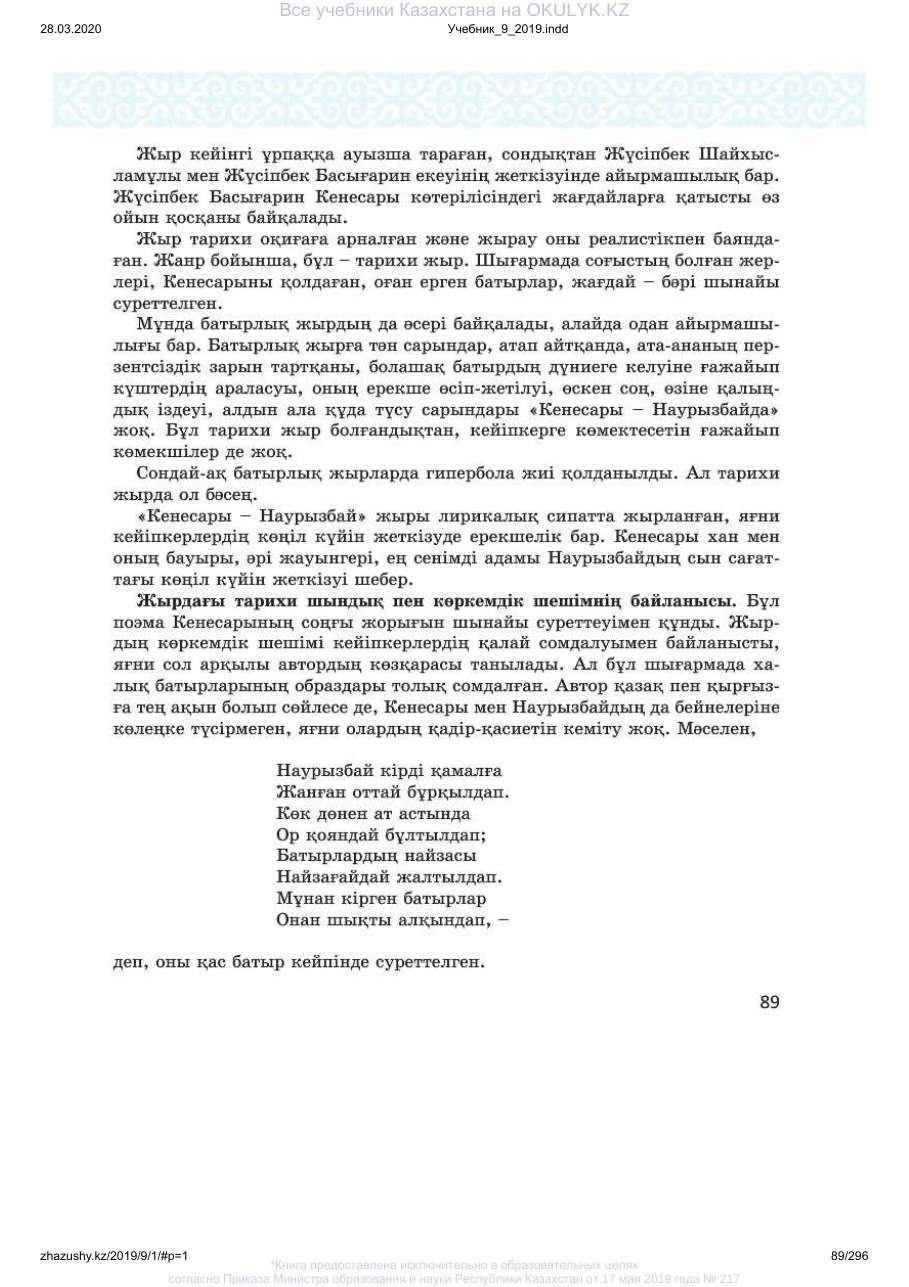 Все учебники Казахстана на OKULYK.KZ
28.03.2020 Учебник_9_2019.indd
Жыр кейінгі ұрпаққа ауызша тараған, сондықтан Жүсіпбек Шайхыс-
ламұлы мен Жүсіпбек Басығарин екеуінің жеткізуінде айырмашылық бар.
Жүсіпбек Басығарин Кенесары көтерілісіндегі жағдайларға қатысты өз
ойын қосқаны байқалады.
Жыр тарихи оқиғаға арналған және жырау оны реалистікпен баянда-
ған. Жанр бойынша, бұл – тарихи жыр. Шығармада соғыстың болған жер-
лері, Кенесарыны қолдаған, оған ерген батырлар, жағдай – бәрі шынайы
суреттелген.
Мұнда батырлық жырдың да әсері байқалады, алайда одан айырмашы-
лығы бар. Батырлық жырға тән сарындар, атап айтқанда, ата-ананың пер-
зентсіздік зарын тартқаны, болашақ батырдың дүниеге келуіне ғажайып
күштердің араласуы, оның ерекше өсіп-жетілуі, өскен соң, өзіне қалың-
дық іздеуі, алдын ала құда түсу сарындары «Кенесары – Наурызбайда»
жоқ. Бұл тарихи жыр болғандықтан, кейіпкерге көмектесетін ғажайып
көмекшілер де жоқ.
Сондай-ақ батырлық жырларда гипербола жиі қолданылды. Ал тарихи
жырда ол бәсең.
«Кенесары – Наурызбай» жыры лирикалық сипатта жырланған, яғни
кейіпкерлердің көңіл күйін жеткізуде ерекшелік бар. Кенесары хан мен
оның бауыры, әрі жауынгері, ең сенімді адамы Наурызбайдың сын сағат-
тағы көңіл күйін жеткізуі шебер.
Жырдағы тарихи шындық пен көркемдік шешімнің байланысы. Бұл
поэма Кенесарының соңғы жорығын шынайы суреттеуімен құнды. Жыр-
дың көркемдік шешімі кейіпкерлердің қалай сомдалуымен байланысты,
яғни сол арқылы автордың көзқарасы танылады. Ал бұл шығармада ха-
лық батырларының образдары толық сомдалған. Автор қазақ пен қырғыз-
ға тең ақын болып сөйлесе де, Кенесары мен Наурызбайдың да бейнелеріне
көлеңке түсірмеген, яғни олардың қадір-қасиетін кеміту жоқ. Мәселен,
Наурызбай кірді қамалға
Жанған оттай бұрқылдап.
Көк дөнен ат астында
Ор қояндай бұлтылдап;
Батырлардың найзасы
Найзағайдай жалтылдап.
Мұнан кірген батырлар
Онан шықты алқындап, –
деп, оны қас батыр кейпінде суреттелген.
89
zhazushy.kz/2019/9/1/#p=1 89/296
*Книга предоставлена исключительно в образовательных целях
согласно Приказа Министра образования и науки Республики Казахстан от 17 мая 2019 года № 217